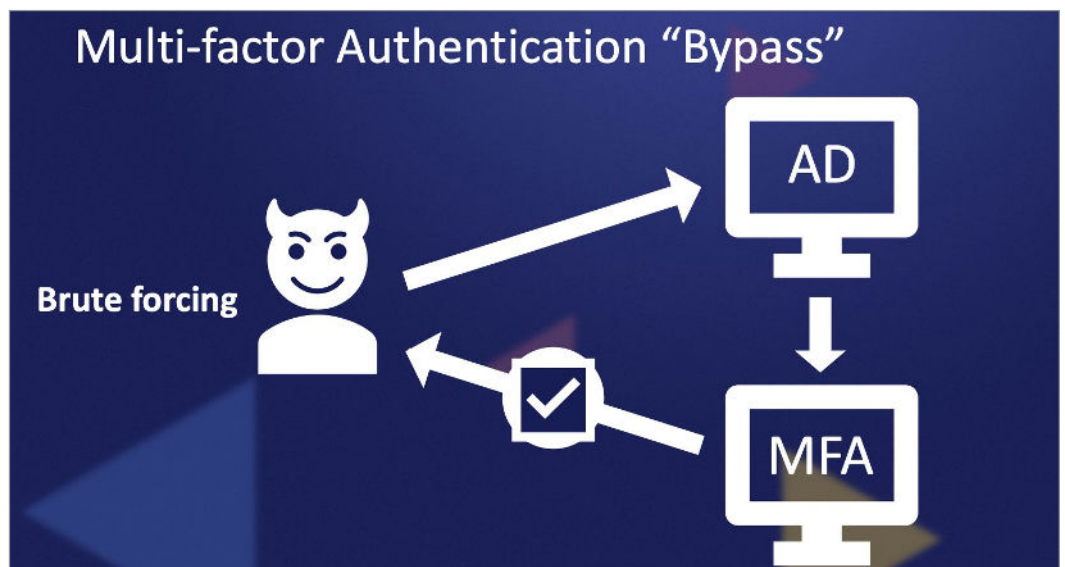 Multi-factor Authentication “Bypass”
AD
Brute forcing
MFA